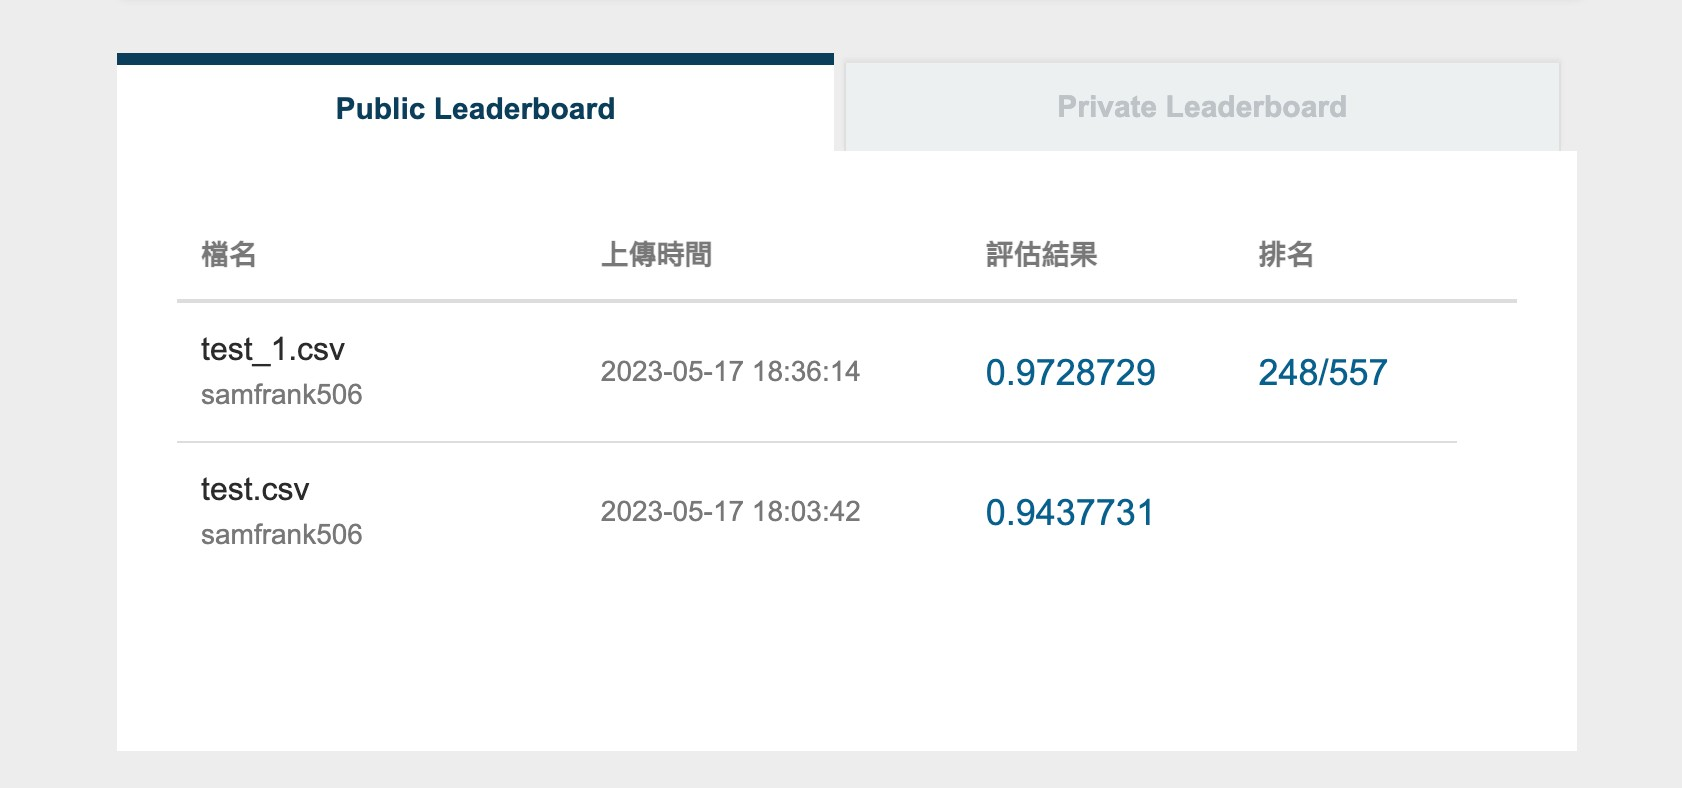 Public Leaderboard
Private Leaderboard
檔名 上傳時間 評估結果 排名
test_1.csv
samfrank506
2023-05-17 18:36:14 0.9728729 248/557
test.csv
samfrank506
2023-05-17 18:03:42 0.9437731